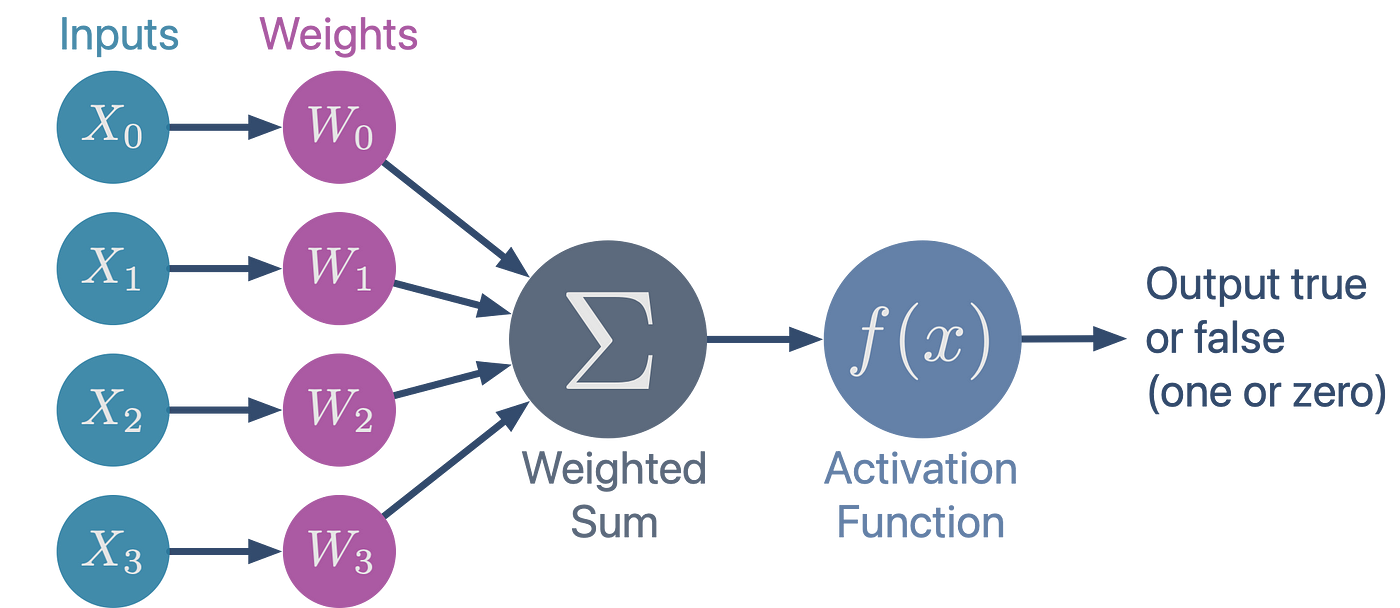 Inputs Weights
X₀ W₀
X₁ W₁
Σ f(x)
Output true
or false
(one or zero)
X₂ W₂
Weighted
Sum
Activation
Function
X₃ W₃